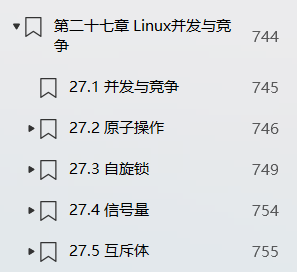 第二十七章 Linux并发与竞
争 744
27.1 并发与竞争 745
27.2 原子操作 746
27.3 自旋锁 749
27.4 信号量 754
27.5 互斥体 755